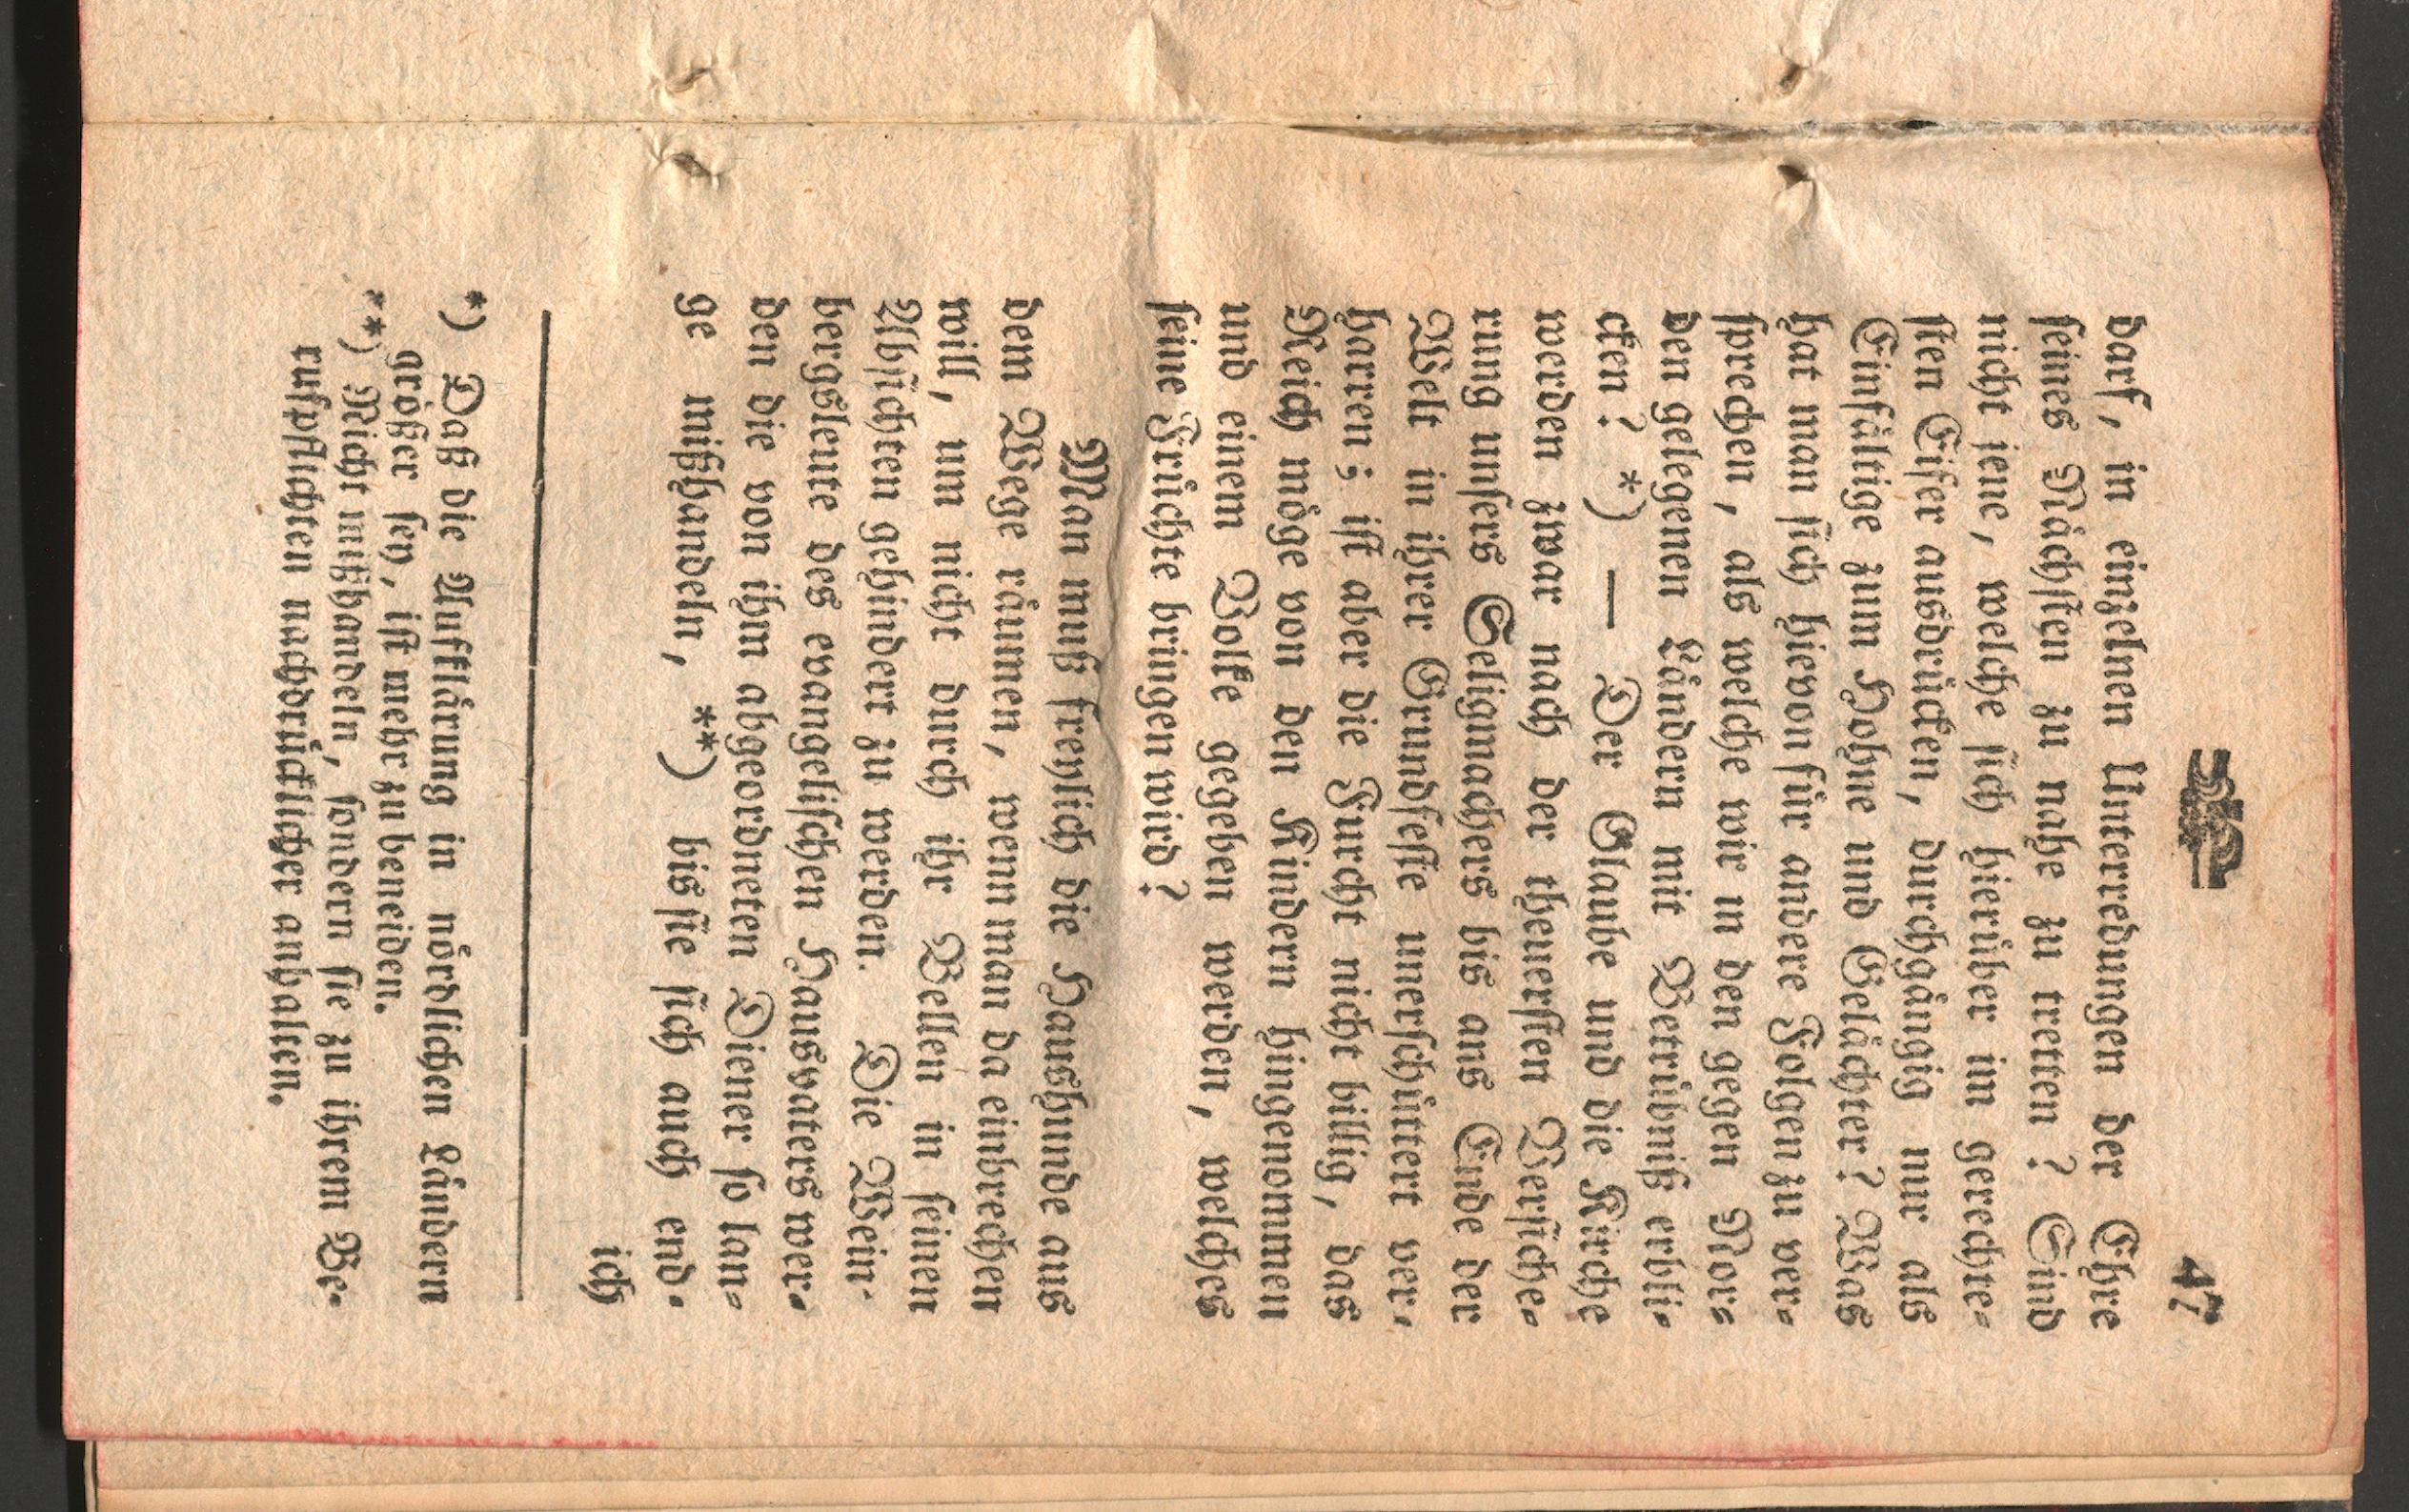 47
darf, in einzelnen Unterredungen der Ehre
seines Nächsten zu nahe zu tretten? Sind
nicht jene, welche sich hierüber im gerechte-
sten Eifer ausdrücken, durchgängig nur als
Einfältige zum Hohne und Gelächter? Was
hat man sich hievon für andere Folgen zu ver-
sprechen, als welche wir in den gegen Nor-
den gelegenen Ländern mit Betrübniß erbli-
cken? *) — Der Glaube und die Kirche
werden zwar nach der theuersten Versiche-
rung unsers Seligmachers bis ans Ende der
Welt in ihrer Grundfeste unerschüttert ver-
harren; ist aber die Furcht nicht billig, das
Reich möge von den Kindern hingenommen
und einem Volke gegeben werden, welches
seine Früchte bringen wird?
Man muß freylich die Haushunde aus
dem Wege räumen, wenn man da einbrechen
will, um nicht durch ihr Bellen in seinen
Absichten gehindert zu werden. Die Wein-
bergsleute des evangelischen Hausvaters wer-
den die von ihm abgeordneten Diener so lan-
ge mißhandeln, **) bis sie sich auch end-
ich
*) Daß die Aufklärung in nördlichen Ländern
größer sey, ist mehr zu beneiden.
**) Nicht mißhandeln, sondern sie zu ihrem Be-
rufspflichten nachdrücklicher anhalten.